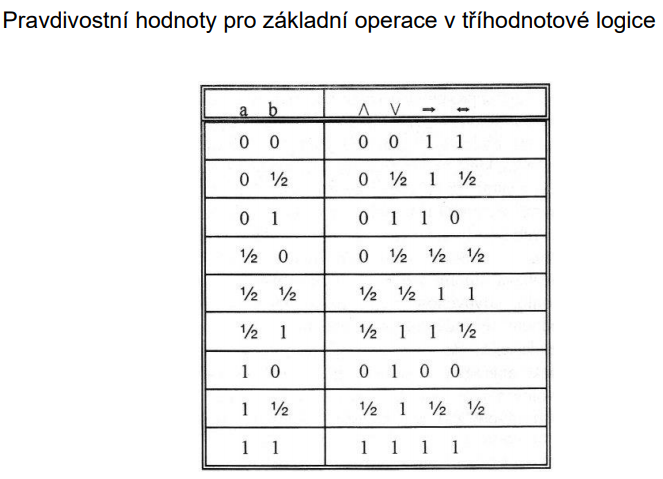 Pravdivostní hodnoty pro základní operace v tříhodnotové logice
a b ∧ ∨ → ↔
0 0 0 0 1 1
0 ½ 0 ½ 1 ½
0 1 0 1 1 0
½ 0 0 ½ ½ ½
½ ½ ½ ½ 1 1
½ 1 ½ 1 1 ½
1 0 0 1 0 0
1 ½ ½ 1 ½ ½
1 1 1 1 1 1